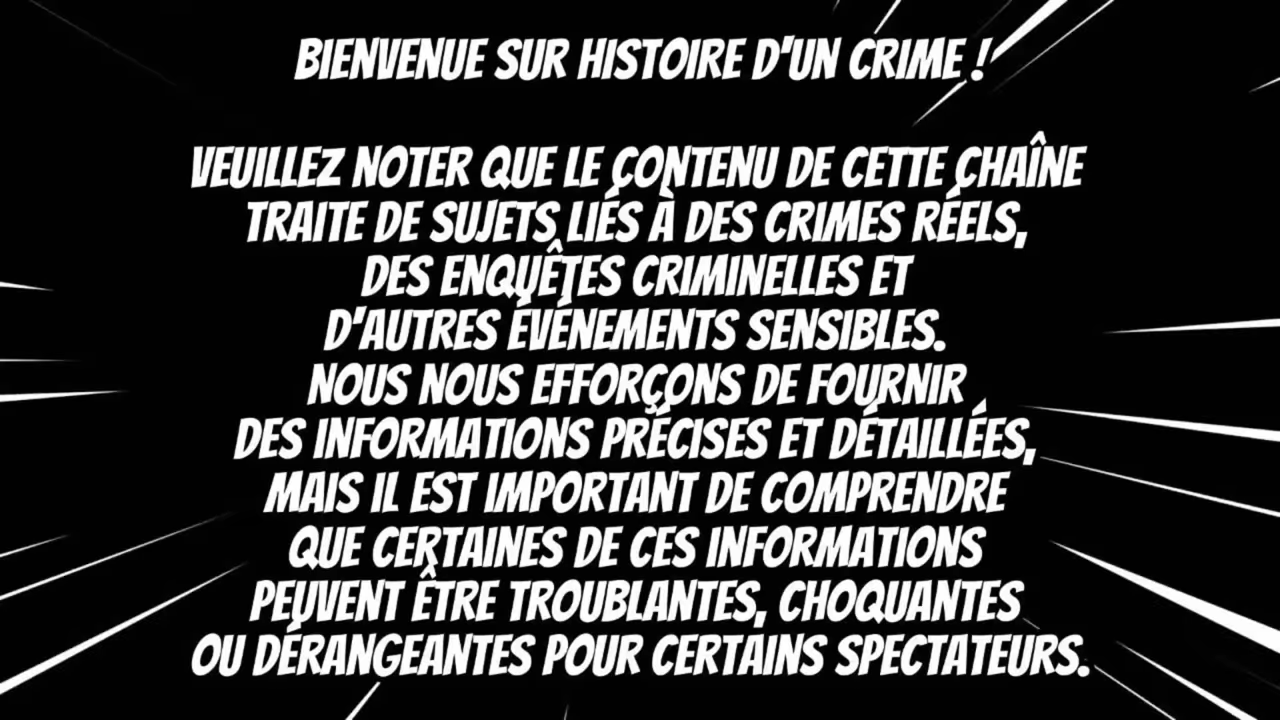 BIENVENUE SUR HISTOIRE D'UN CRIME !
VEUILLEZ NOTER QUE LE CONTENU DE CETTE CHAÎNE
TRAITE DE SUJETS LIÉS À DES CRIMES RÉELS,
DES ENQUÊTES CRIMINELLES ET
D'AUTRES ÉVÉNEMENTS SENSIBLES.
NOUS NOUS EFFORÇONS DE FOURNIR
DES INFORMATIONS PRÉCISES ET DÉTAILLÉES,
MAIS IL EST IMPORTANT DE COMPRENDRE
QUE CERTAINES DE CES INFORMATIONS
PEUVENT ÊTRE TROUBLANTES, CHOQUANTES
OU DÉRANGEANTES POUR CERTAINS SPECTATEURS.